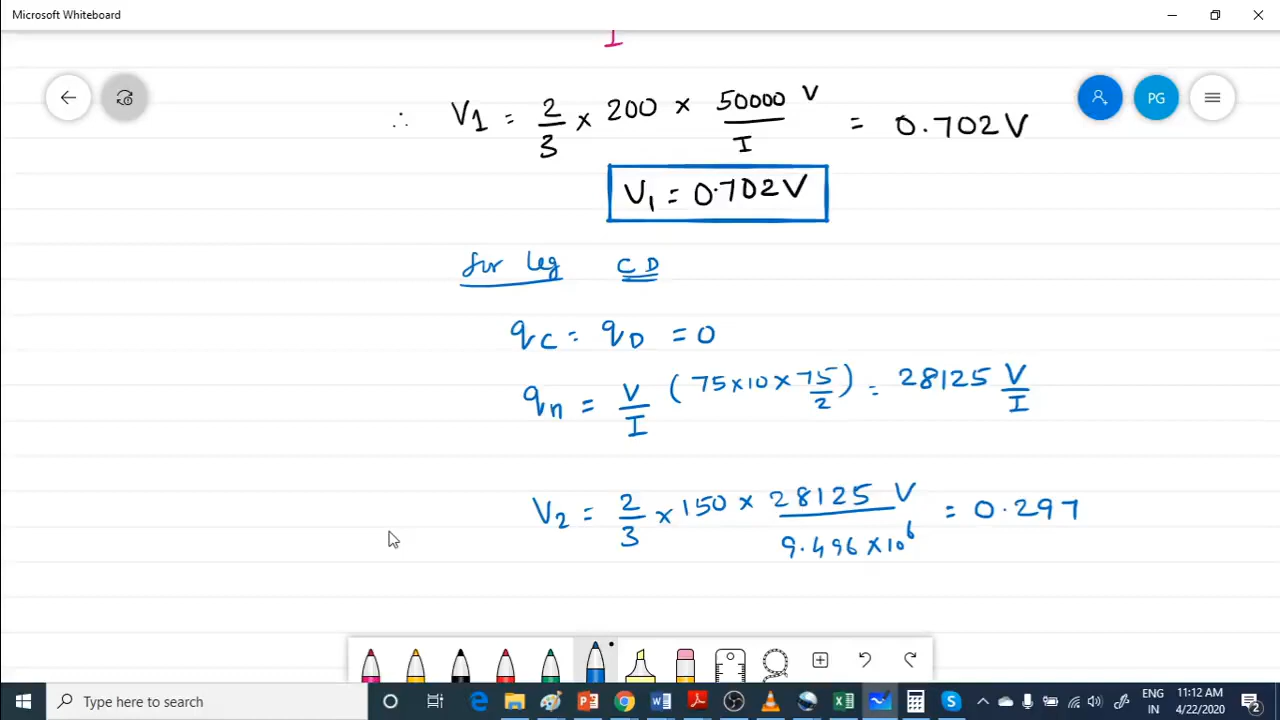 Microsoft Whiteboard
I
PG
∴ V1 = 2/3 × 200 × 50000 V/I = 0.702V
V1 = 0.702V
for leg CD
qC = qD = 0
qn = V/I (75×10×75/2) = 28125 V/I
V2 = 2/3 × 150 × 28125 V/9.496×10^6 = 0.297
Type here to search
ENG
IN
11:12 AM
4/22/2020
2